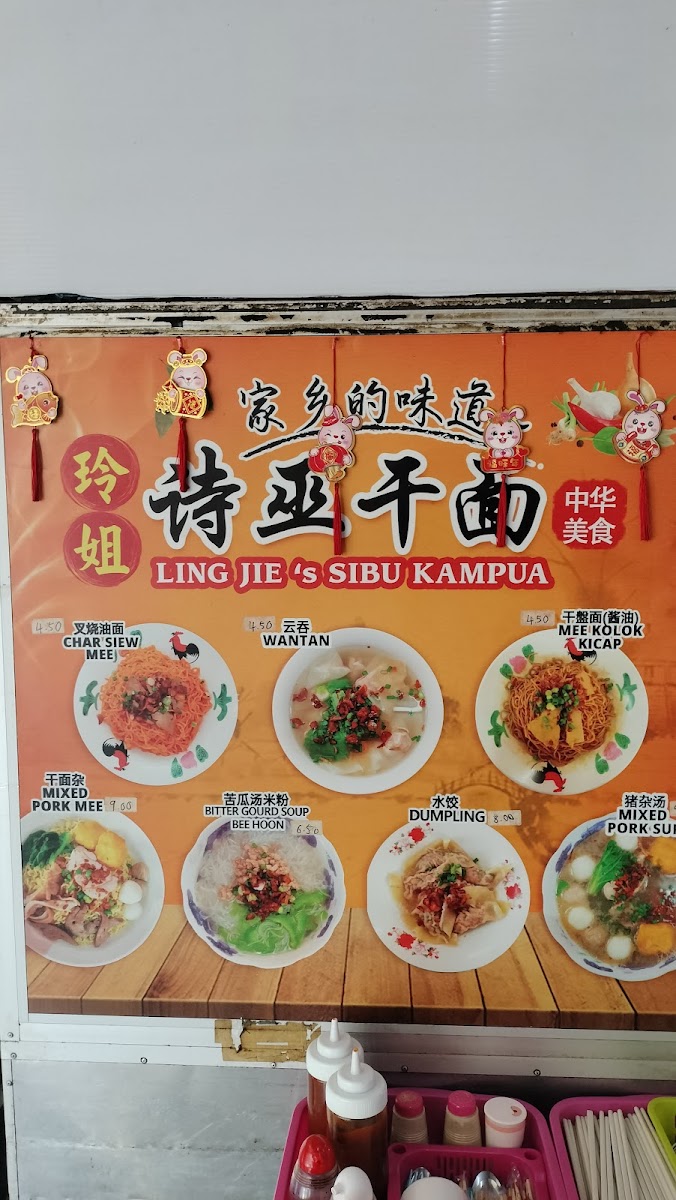 家乡的味道
玲姐
诗巫干面
中华
美食
LING JIE 's SIBU KAMPUA
4.50
叉烧油面
CHAR SIEW
MEE
4.50
云吞
WANTAN
4.50
干盤面(酱油)
MEE KOLOK
KICAP
干面杂
MIXED
PORK MEE
9.00
苦瓜汤米粉
BITTER GOURD SOUP
BEE HOON
6.50
水饺
DUMPLING
8.00
猪杂汤
MIXED
PORK